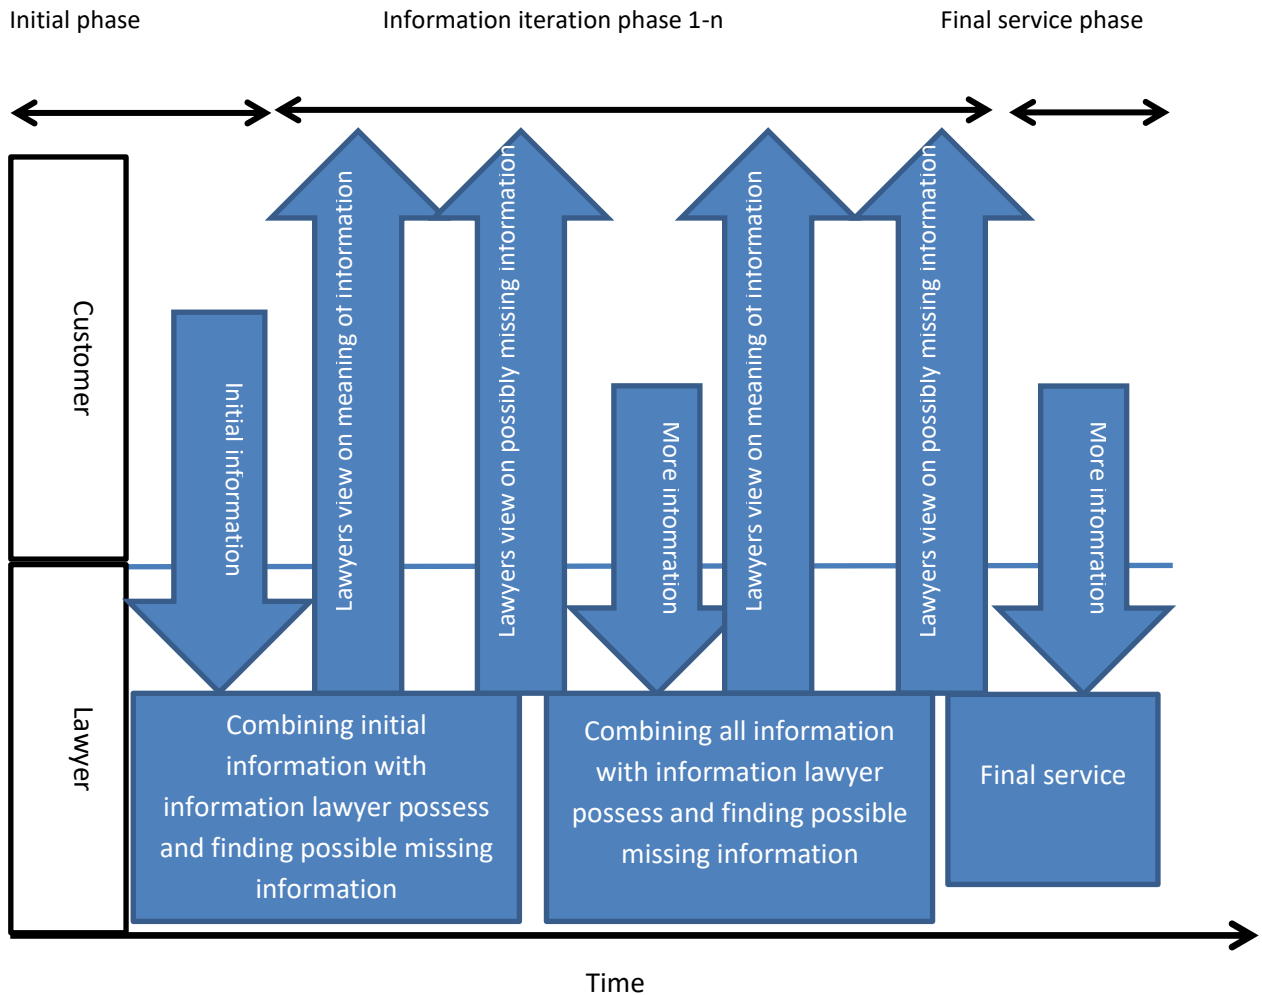 Initial phase
Information iteration phase 1-n
Final service phase
Customer
Initial information
Lawyers view on meaning of information
Lawyers view on possibly missing information
More infomration
Lawyers view on meaning of information
Lawyers view on possibly missing information
More infomration
Lawyer
Combining initial
information with
information lawyer possess
and finding possible missing
information
Combining all information
with information lawyer
possess and finding possible
missing information
Final service
Time